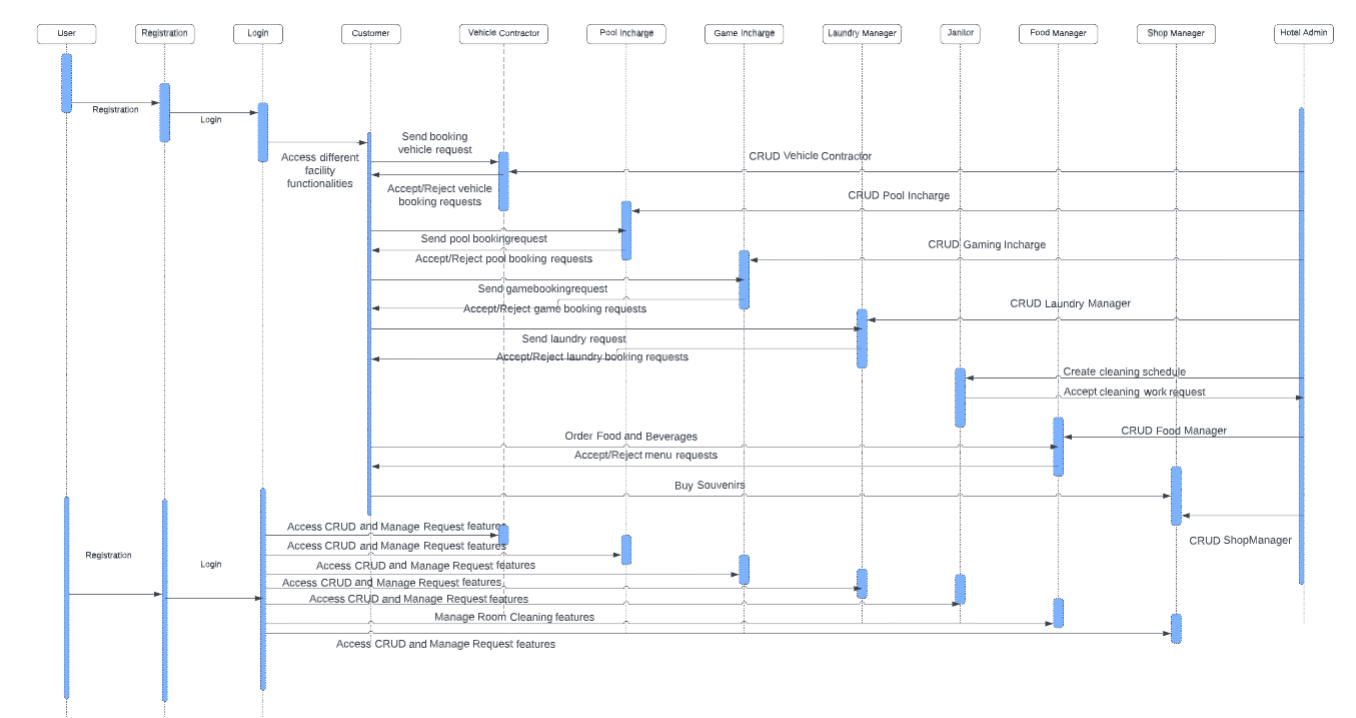 User
Registration
Login
Customer
Vehicle Contractor
Pool Incharge
Game Incharge
Laundry Manager
Janitor
Food Manager
Shop Manager
Hotel Admin
Registration
Login
Access different
facility
functionalities
Send booking
vehicle request
CRUD Vehicle Contractor
Accept/Reject vehicle
booking requests
CRUD Pool Incharge
Send pool bookingrequest
CRUD Gaming Incharge
Accept/Reject pool booking requests
Send gamebookingrequest
CRUD Laundry Manager
Accept/Reject game booking requests
Send laundry request
Accept/Reject laundry booking requests
Create cleaning schedule
Accept cleaning work request
CRUD Food Manager
Order Food and Beverages
Accept/Reject menu requests
Buy Souvenirs
CRUD ShopManager
Access CRUD and Manage Request features
Access CRUD and Manage Request features
Registration
Login
Access CRUD and Manage Request features
Access CRUD and Manage Request features
Access CRUD and Manage Request features
Manage Room Cleaning features
Access CRUD and Manage Request features